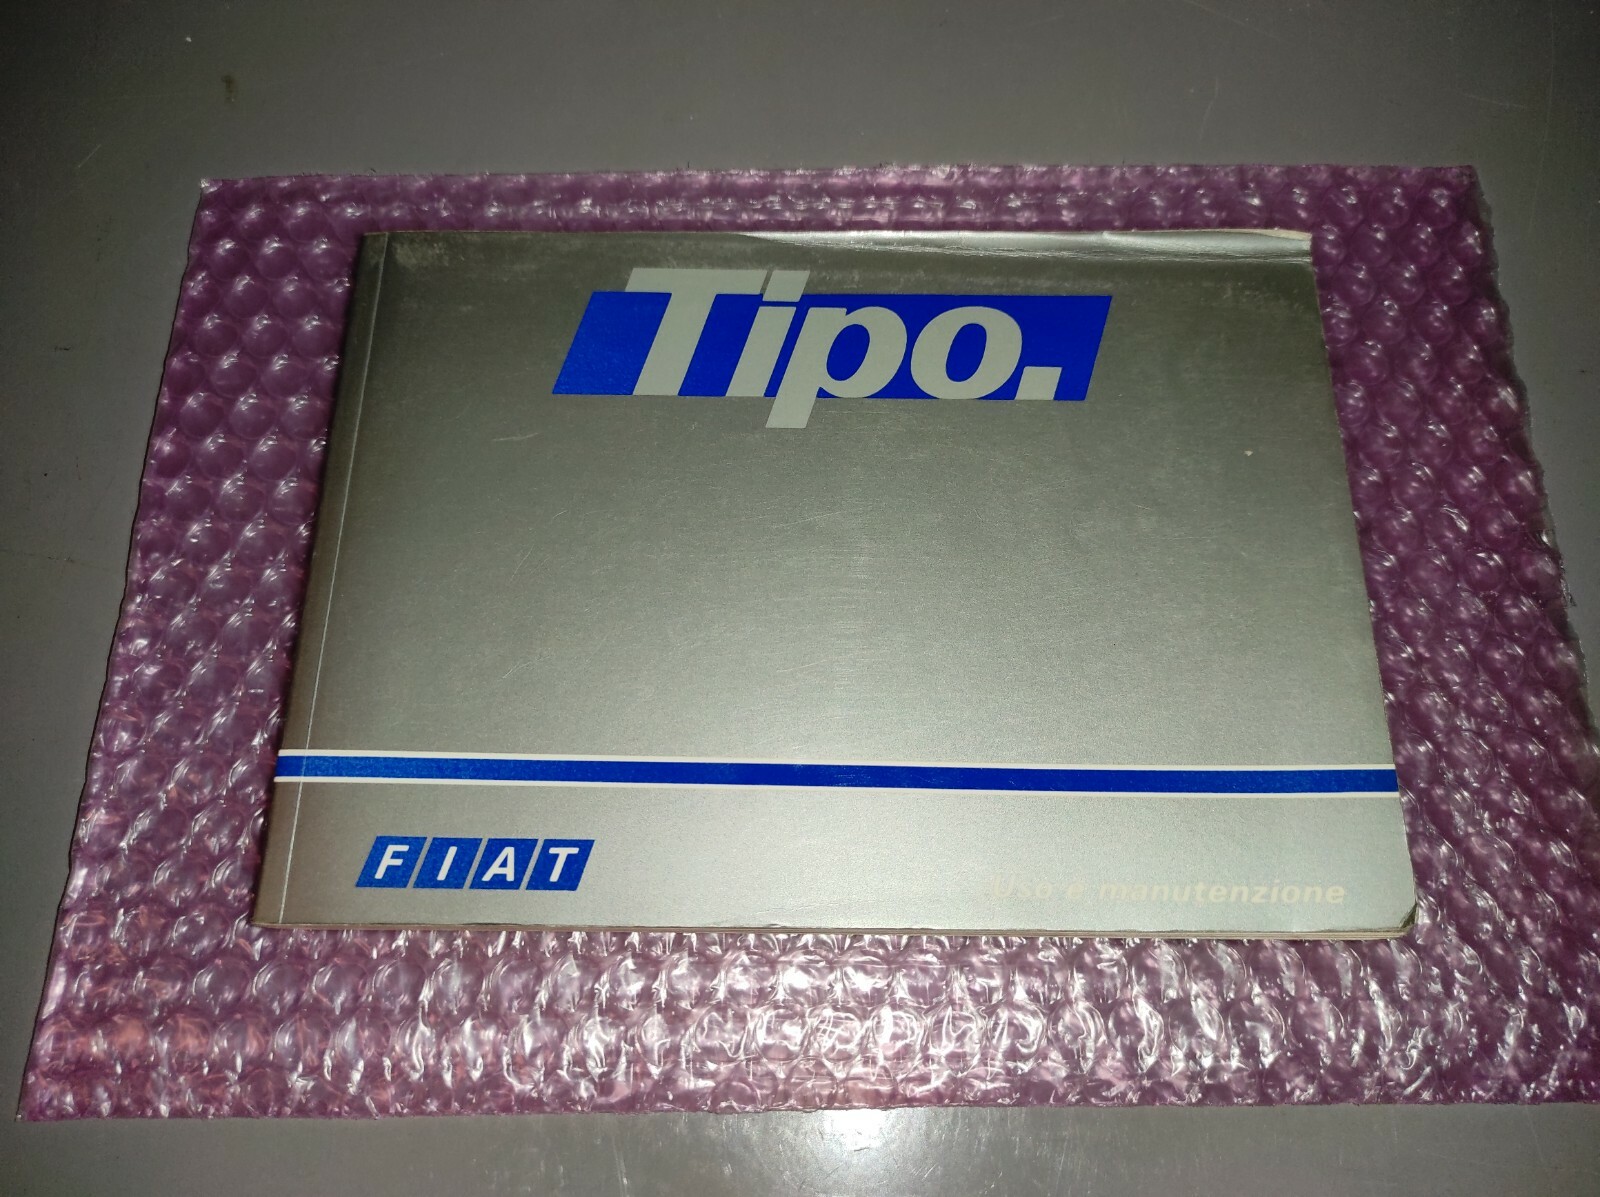 Tipo.
FIAT
Uso e manutenzione